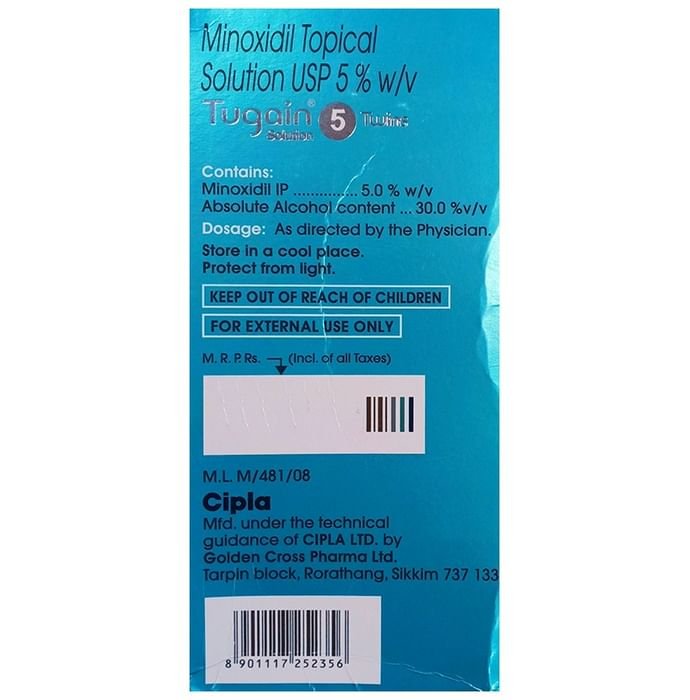 Minoxidil Topical
Solution USP 5 % w/v
Tugain® 5 Twins
Solution
Contains:
Minoxidil IP ............... 5.0 % w/v
Absolute Alcohol content ... 30.0 %v/v
Dosage: As directed by the Physician.
Store in a cool place.
Protect from light.
KEEP OUT OF REACH OF CHILDREN
FOR EXTERNAL USE ONLY
M. R. P. Rs. (Incl. of all Taxes)
M.L. M/481/08
Cipla
Mfd. under the technical
guidance of CIPLA LTD. by
Golden Cross Pharma Ltd.
Tarpin block, Rorathang, Sikkim 737 133
8 901117 252356